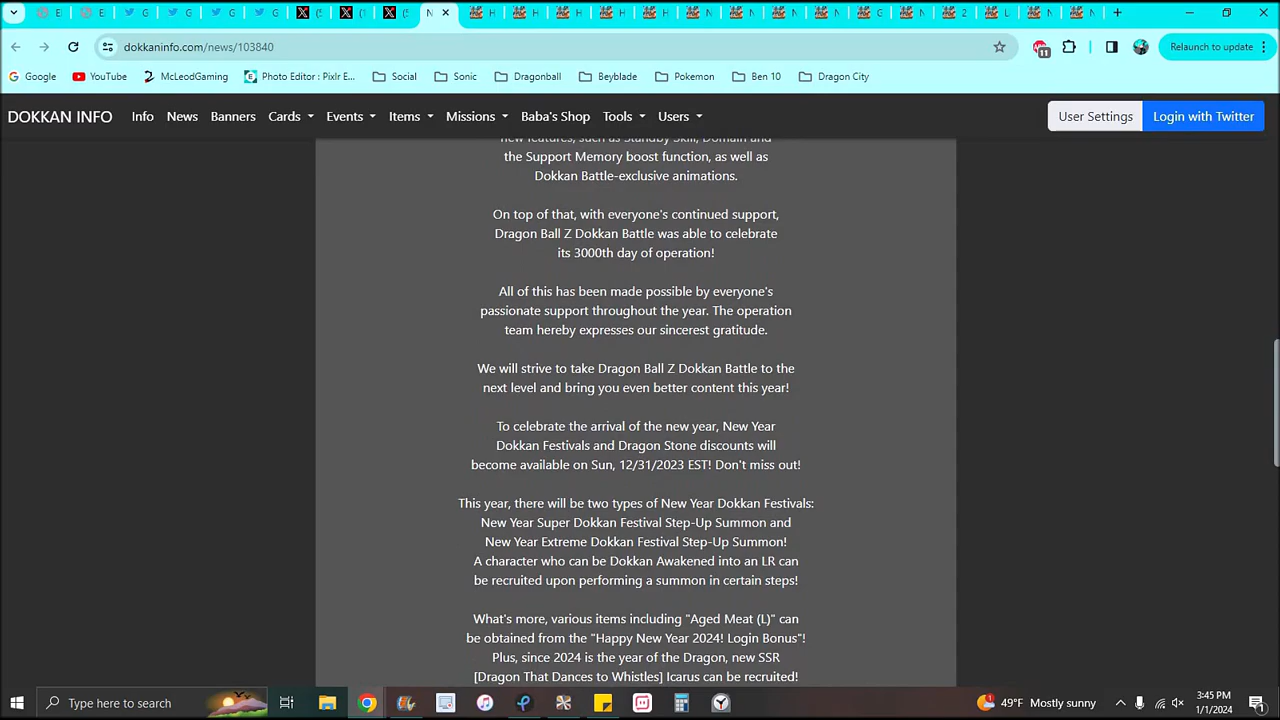 E
E
G
G
G
G
(
(1
(
N
H
H
H
H
H
N
N
N
N
G
N
2
L
N
N
dokkaninfo.com/news/103840
11
Relaunch to update
Google
YouTube
McLeodGaming
Photo Editor : Pixlr E...
Social
Sonic
Dragonball
Beyblade
Pokemon
Ben 10
Dragon City
DOKKAN INFO
Info
News
Banners
Cards
Events
Items
Missions
Baba's Shop
Tools
Users
User Settings
Login with Twitter
new features, such as Standby Skill, Domain and
the Support Memory boost function, as well as
Dokkan Battle-exclusive animations.
On top of that, with everyone's continued support,
Dragon Ball Z Dokkan Battle was able to celebrate
its 3000th day of operation!
All of this has been made possible by everyone's
passionate support throughout the year. The operation
team hereby expresses our sincerest gratitude.
We will strive to take Dragon Ball Z Dokkan Battle to the
next level and bring you even better content this year!
To celebrate the arrival of the new year, New Year
Dokkan Festivals and Dragon Stone discounts will
become available on Sun, 12/31/2023 EST! Don't miss out!
This year, there will be two types of New Year Dokkan Festivals:
New Year Super Dokkan Festival Step-Up Summon and
New Year Extreme Dokkan Festival Step-Up Summon!
A character who can be Dokkan Awakened into an LR can
be recruited upon performing a summon in certain steps!
What's more, various items including "Aged Meat (L)" can
be obtained from the "Happy New Year 2024! Login Bonus"!
Plus, since 2024 is the year of the Dragon, new SSR
[Dragon That Dances to Whistles] Icarus can be recruited!
Type here to search
49°F Mostly sunny
3:45 PM
1/1/2024
1